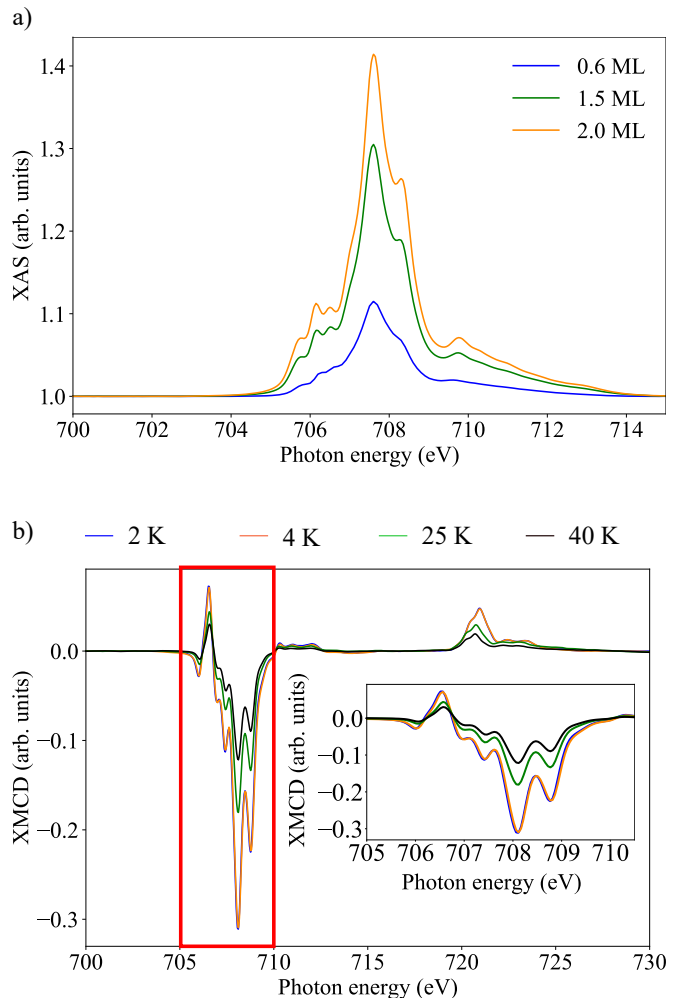 a)
1.4
1.3
1.2
1.1
1.0
XAS (arb. units)
0.6 ML
1.5 ML
2.0 ML
700 702 704 706 708 710 712 714
Photon energy (eV)
b)
2 K 4 K 25 K 40 K
0.0
−0.1
−0.2
−0.3
XMCD (arb. units)
0.0
−0.1
−0.2
−0.3
XMCD (arb. units)
705 706 707 708 709 710
Photon energy (eV)
700 705 710 715 720 725 730
Photon energy (eV)